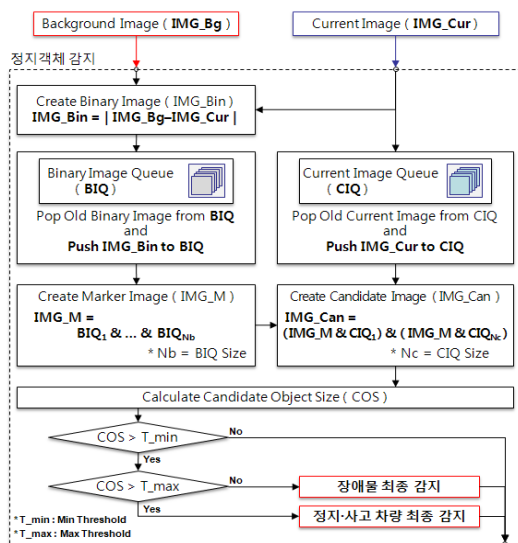 Background Image ( IMG_Bg )
Current Image ( IMG_Cur )
정지객체 감지
Create Binary Image ( IMG_Bin )
IMG_Bin = | IMG_Bg–IMG_Cur |
Binary Image Queue
( BIQ )
Pop Old Binary Image from BIQ
and
Push IMG_Bin to BIQ
Current Image Queue
( CIQ )
Pop Old Current Image from CIQ
and
Push IMG_Cur to CIQ
Create Marker Image ( IMG_M )
IMG_M =
BIQ1 & ... & BIQNb
* Nb = BIQ Size
Create Candidate Image ( IMG_Can )
IMG_Can =
(IMG_M & CIQ1) & ( IMG_M & CIQNc)
* Nc = CIQ Size
Calculate Candidate Object Size ( COS )
COS > T_min
No
Yes
COS > T_max
No
장애물 최종 감지
Yes
정지·사고 차량 최종 감지
* T_min : Min Threshold
* T_max : Max Threshold